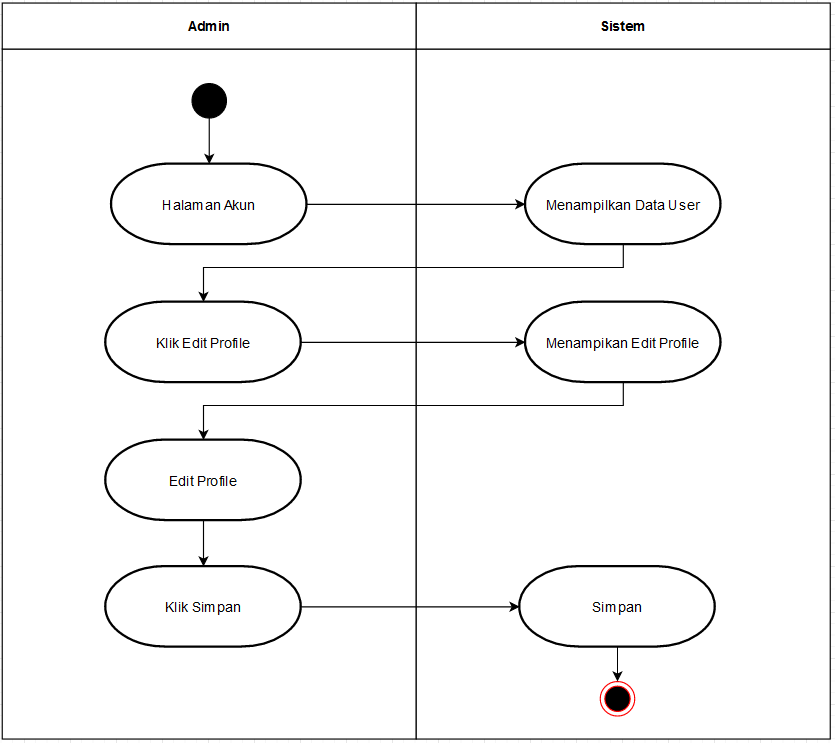 Admin
Sistem
Halaman Akun
Menampilkan Data User
Klik Edit Profile
Menampikan Edit Profile
Edit Profile
Klik Simpan
Simpan